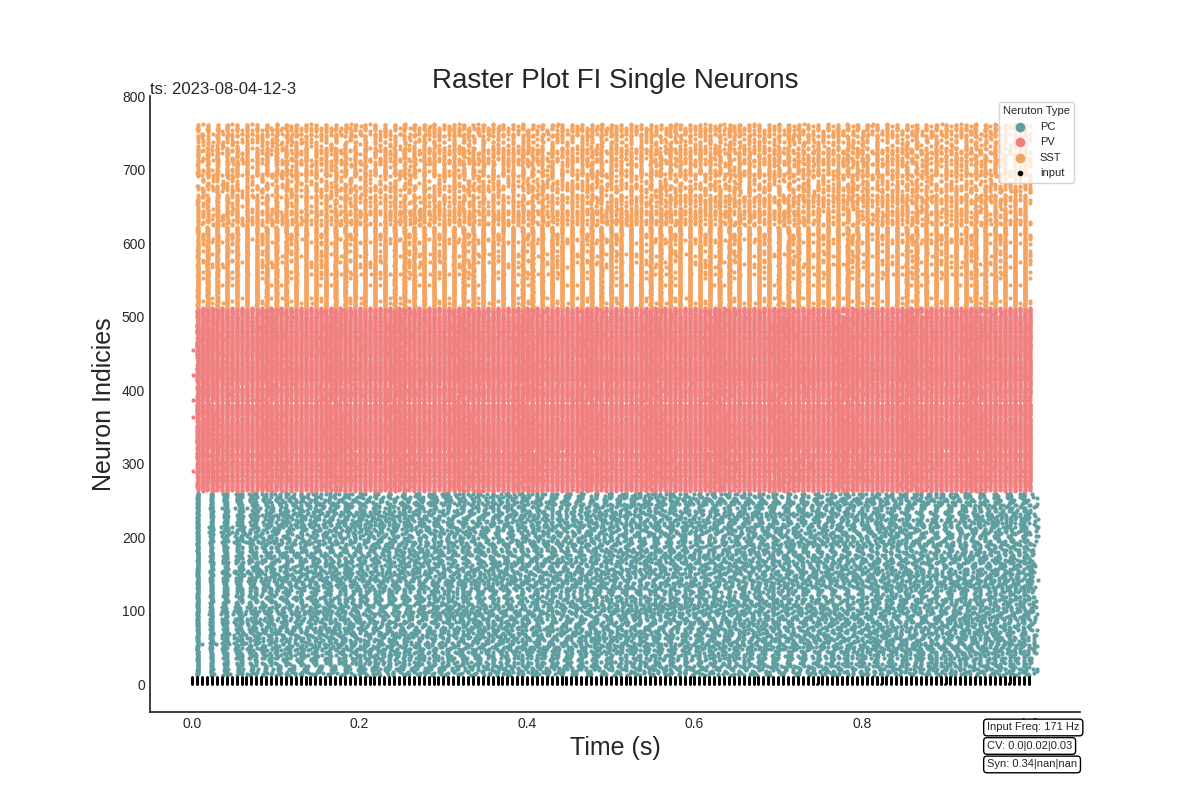 Raster Plot FI Single Neurons
ts: 2023-08-04-12-3
Neruton Type
PC
PV
SST
input
800
700
600
500
400
300
200
100
0
Neuron Indicies
0.0 0.2 0.4 0.6 0.8
Time (s)
Input Freq: 171 Hz
CV: 0.0|0.02|0.03
Syn: 0.34|nan|nan